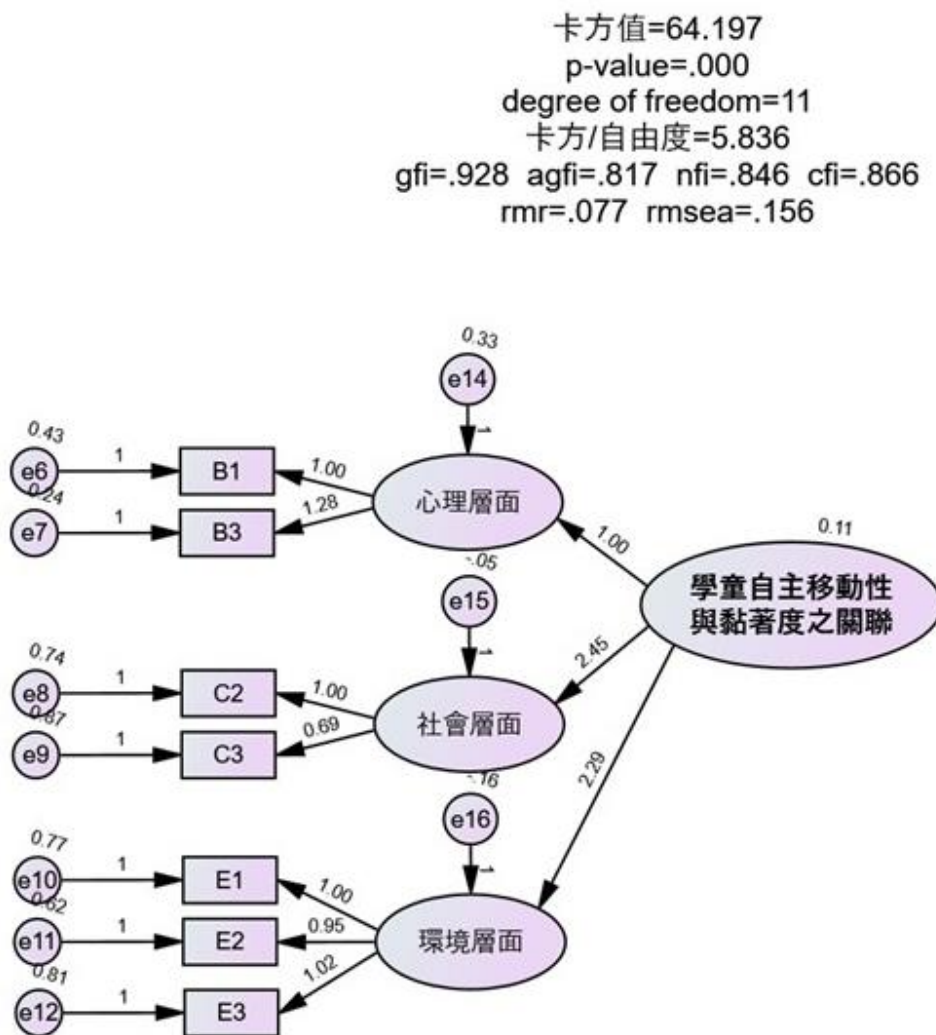 卡方值=64.197
p-value=.000
degree of freedom=11
卡方/自由度=5.836
gfi=.928 agfi=.817 nfi=.846 cfi=.866
rmr=.077 rmsea=.156
0.33
e14
1
0.43
e6
1
B1
1.00
心理層面
0.24
e7
1
B3
1.28
1.00
0.11
學童自主移動性
與黏著度之關聯
-.05
e15
1
2.45
0.74
e8
1
C2
1.00
社會層面
0.67
e9
1
C3
0.69
2.29
-.16
e16
1
0.77
e10
1
E1
1.00
0.62
e11
1
E2
0.95
環境層面
0.81
e12
1
E3
1.02